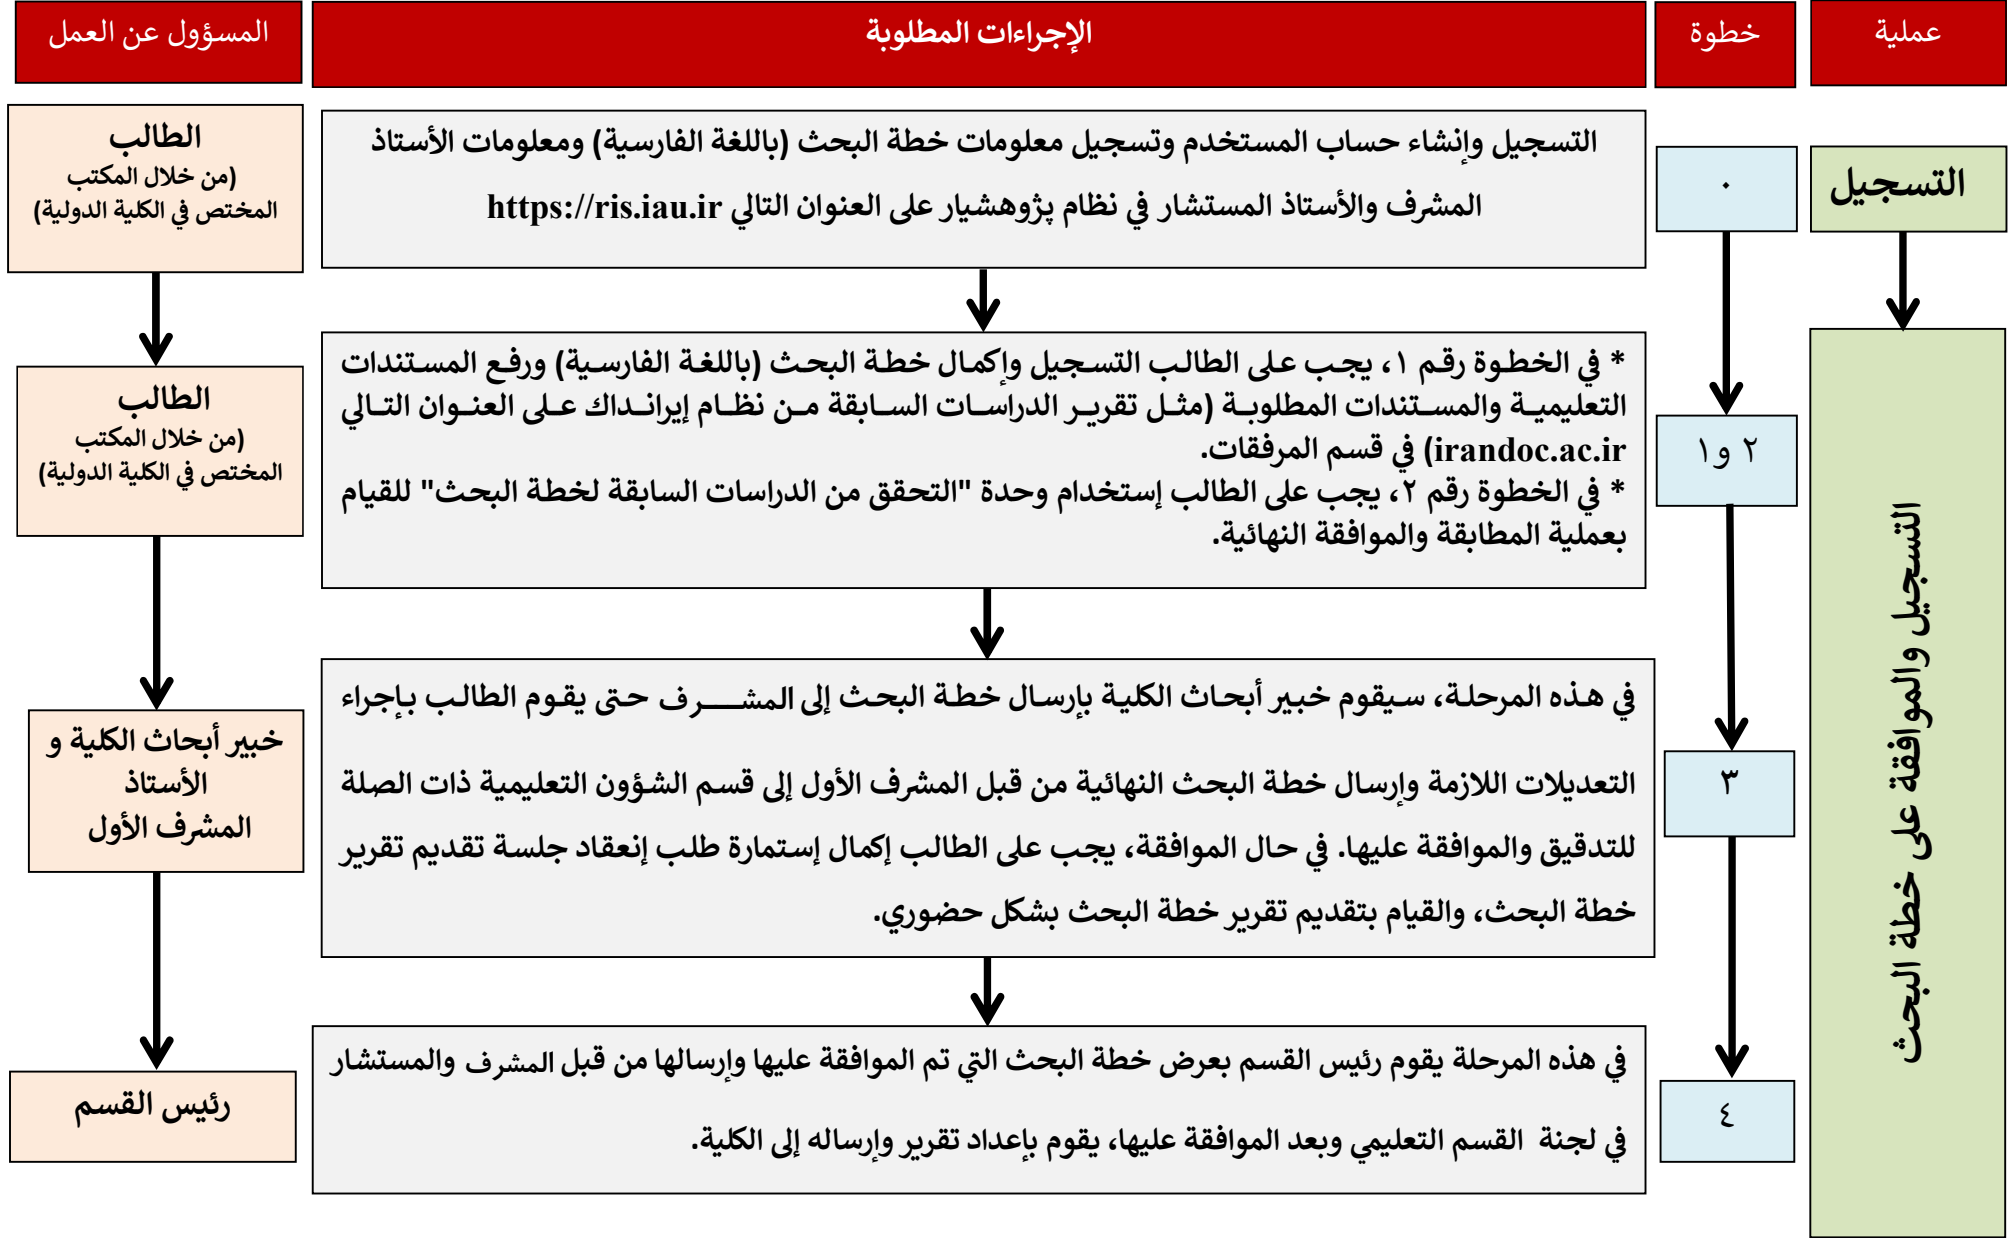 عملية
خطوة
الإجراءات المطلوبة
المسؤول عن العمل
التسجيل
٠
التسجيل وإنشاء حساب المستخدم وتسجيل معلومات خطة البحث (باللغة الفارسية) ومعلومات الأستاذ
المشرف والأستاذ المستشار في نظام پژوهشيار على العنوان التالي https://ris.iau.ir
الطالب
(من خلال المكتب
المختص في الكلية الدولية)
التسجيل والموافقة على خطة البحث
١و ٢
* في الخطوة رقم ١، يجب على الطالب التسجيل وإكمال خطة البحث (باللغة الفارسية) ورفع المستندات
التعليمية والمستندات المطلوبة (مثل تقرير الدراسات السابقة من نظام إيرانداك على العنوان التالي
irandoc.ac.ir) في قسم المرفقات.
* في الخطوة رقم ٢، يجب على الطالب إستخدام وحدة "التحقق من الدراسات السابقة لخطة البحث" للقيام
بعملية المطابقة والموافقة النهائية.
الطالب
(من خلال المكتب
المختص في الكلية الدولية)
٣
في هذه المرحلة، سيقوم خبير أبحاث الكلية بإرسال خطة البحث إلى المشــــرف حتى يقوم الطالب بإجراء
التعديلات اللازمة وإرسال خطة البحث النهائية من قبل المشرف الأول إلى قسم الشؤون التعليمية ذات الصلة
للتدقيق والموافقة عليها. في حال الموافقة، يجب على الطالب إكمال إستمارة طلب إنعقاد جلسة تقديم تقرير
خطة البحث، والقيام بتقديم تقرير خطة البحث بشكل حضوري.
خبير أبحاث الكلية و
الأستاذ
المشرف الأول
٤
في هذه المرحلة يقوم رئيس القسم بعرض خطة البحث التي تم الموافقة عليها وإرسالها من قبل المشرف والمستشار
في لجنة القسم التعليمي وبعد الموافقة عليها، يقوم بإعداد تقرير وإرساله إلى الكلية.
رئيس القسم